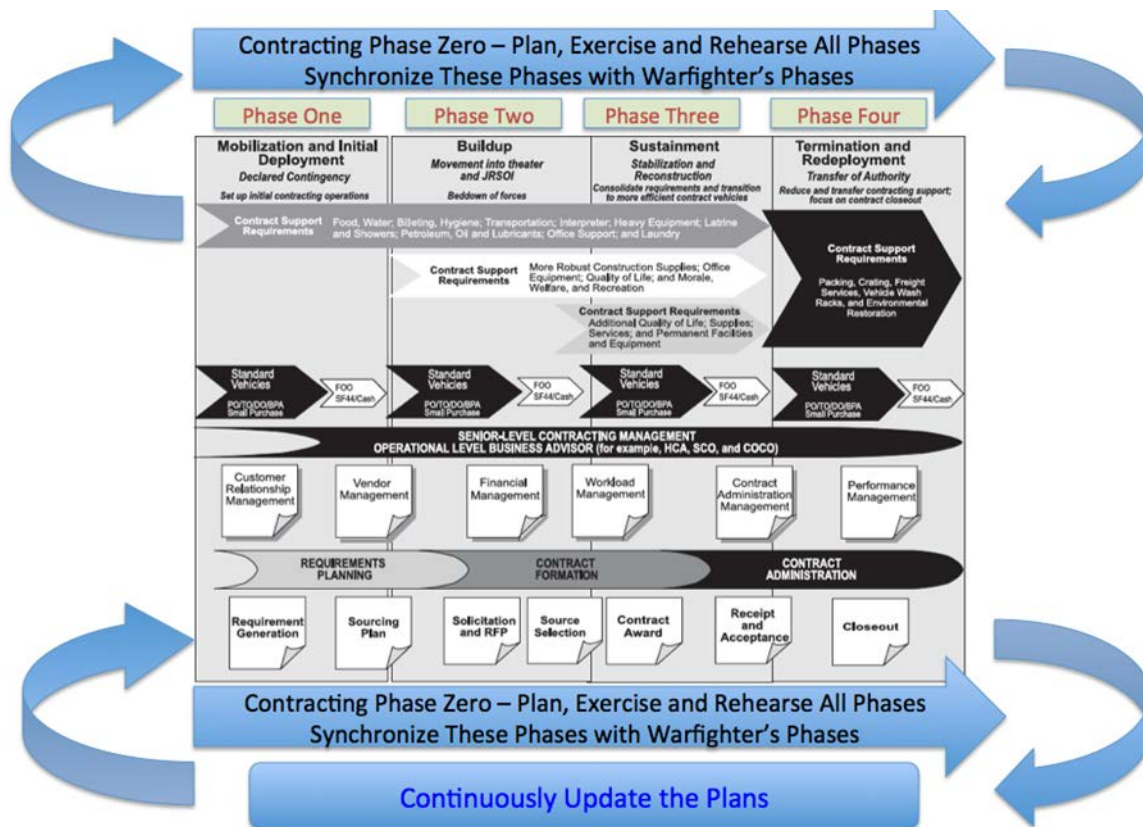 Contracting Phase Zero – Plan, Exercise and Rehearse All Phases
Synchronize These Phases with Warfighter's Phases
Phase One
Phase Two
Phase Three
Phase Four
Mobilization and Initial
Deployment
Declared Contingency
Set up initial contracting operations
Buildup
Movement into theater
and JRSOI
Beddown of forces
Sustainment
Stabilization and
Reconstruction
Consolidate requirements and transition
to more efficient contract vehicles
Termination and
Redeployment
Transfer of Authority
Reduce and transfer contracting support;
focus on contract closeout
Contract Support
Requirements
Food, Water; Billeting, Hygiene; Transportation; Interpreter; Heavy Equipment; Latrine
and Showers; Petroleum, Oil and Lubricants; Office Support; and Laundry
Contract Support
Requirements
More Robust Construction Supplies; Office
Equipment; Quality of Life; and Morale,
Welfare, and Recreation
Contract Support Requirements
Additional Quality of Life; Supplies;
Services; and Permanent Facilities
and Equipment
Contract Support
Requirements
Packing, Crating, Freight
Services, Vehicle Wash
Racks, and Environmental
Restoration
Standard
Vehicles
PO/TO/DO/BPA
Small Purchase
FOO
SF44/Cash
Standard
Vehicles
PO/TO/DO/BPA
Small Purchase
FOO
SF44/Cash
Standard
Vehicles
PO/TO/DO/BPA
Small Purchase
FOO
SF44/Cash
Standard
Vehicles
PO/TO/DO/BPA
Small Purchase
FOO
SF44/Cash
SENIOR-LEVEL CONTRACTING MANAGEMENT
OPERATIONAL LEVEL BUSINESS ADVISOR (for example, HCA, SCO, and COCO)
Customer
Relationship
Management
Vendor
Management
Financial
Management
Workload
Management
Contract
Administration
Management
Performance
Management
REQUIREMENTS
PLANNING
CONTRACT
FORMATION
CONTRACT
ADMINISTRATION
Requirement
Generation
Sourcing
Plan
Solicitation
and RFP
Source
Selection
Contract
Award
Receipt
and
Acceptance
Closeout
Contracting Phase Zero – Plan, Exercise and Rehearse All Phases
Synchronize These Phases with Warfighter's Phases
Continuously Update the Plans